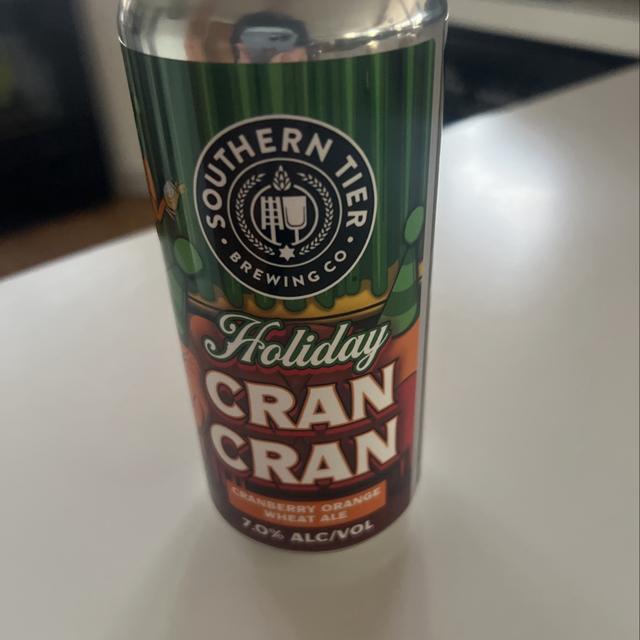 SOUTHERN TIER
BREWING CO
Holiday
CRAN
CRAN
CRANBERRY ORANGE
WHEAT ALE
7.0% ALC/VOL